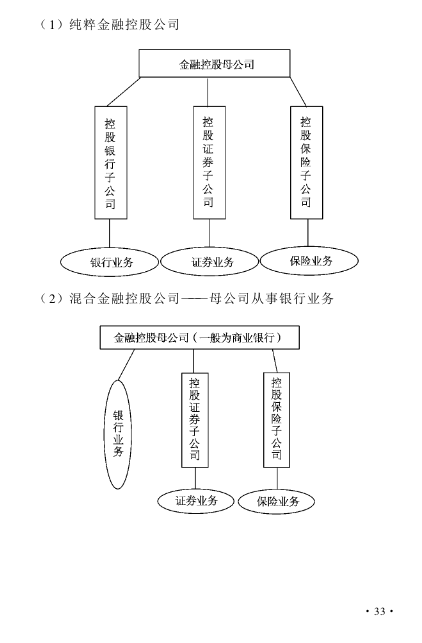 （1）纯粹金融控股公司
金融控股母公司
控股银行子公司
控股证券子公司
控股保险子公司
银行业务
证券业务
保险业务
（2）混合金融控股公司——母公司从事银行业务
金融控股母公司（一般为商业银行）
银行业务
控股证券子公司
控股保险子公司
证券业务
保险业务
·33·